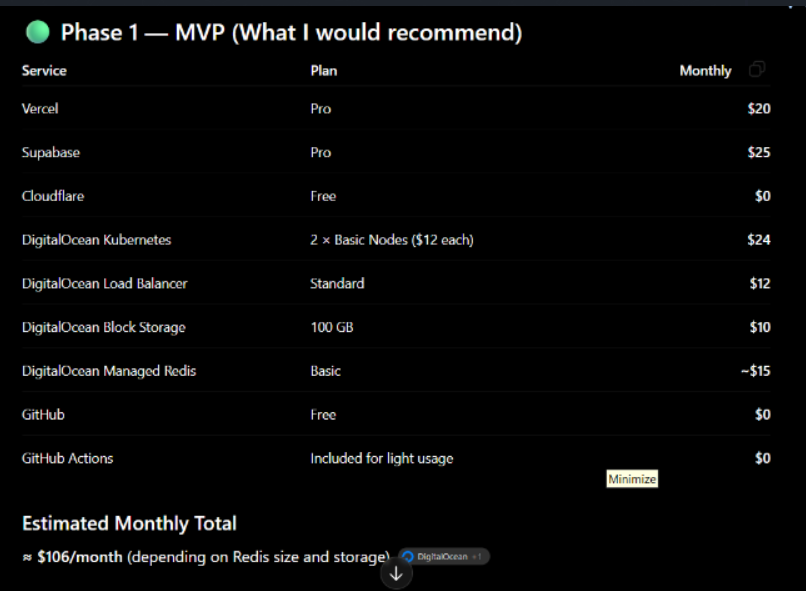 Phase 1 — MVP (What I would recommend)
Service Plan Monthly
Vercel Pro $20
Supabase Pro $25
Cloudflare Free $0
DigitalOcean Kubernetes 2 × Basic Nodes ($12 each) $24
DigitalOcean Load Balancer Standard $12
DigitalOcean Block Storage 100 GB $10
DigitalOcean Managed Redis Basic ~$15
GitHub Free $0
GitHub Actions Included for light usage $0
Minimize
Estimated Monthly Total
≈ $106/month (depending on Redis size and storage) DigitalOcean +1